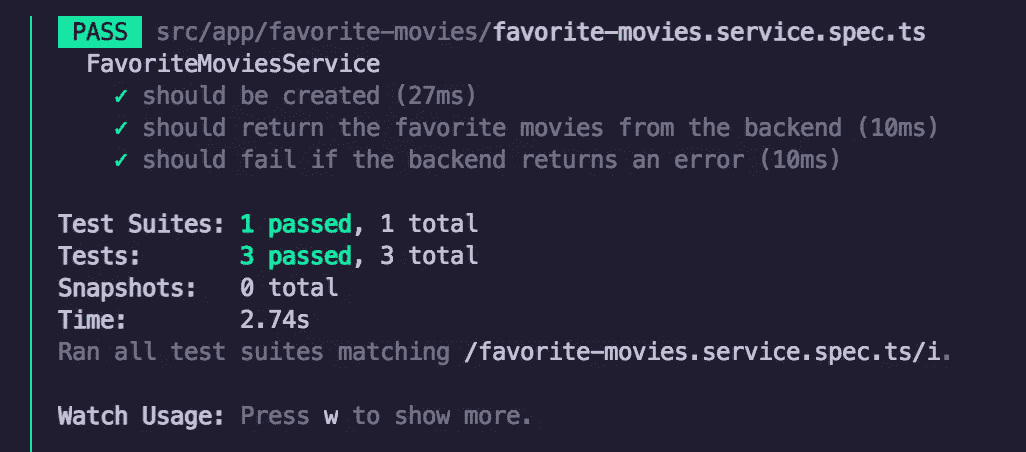 PASS src/app/favorite-movies/favorite-movies.service.spec.ts
FavoriteMoviesService
✓ should be created (27ms)
✓ should return the favorite movies from the backend (10ms)
✓ should fail if the backend returns an error (10ms)
Test Suites: 1 passed, 1 total
Tests: 3 passed, 3 total
Snapshots: 0 total
Time: 2.74s
Ran all test suites matching /favorite-movies.service.spec.ts/i.
Watch Usage: Press w to show more.